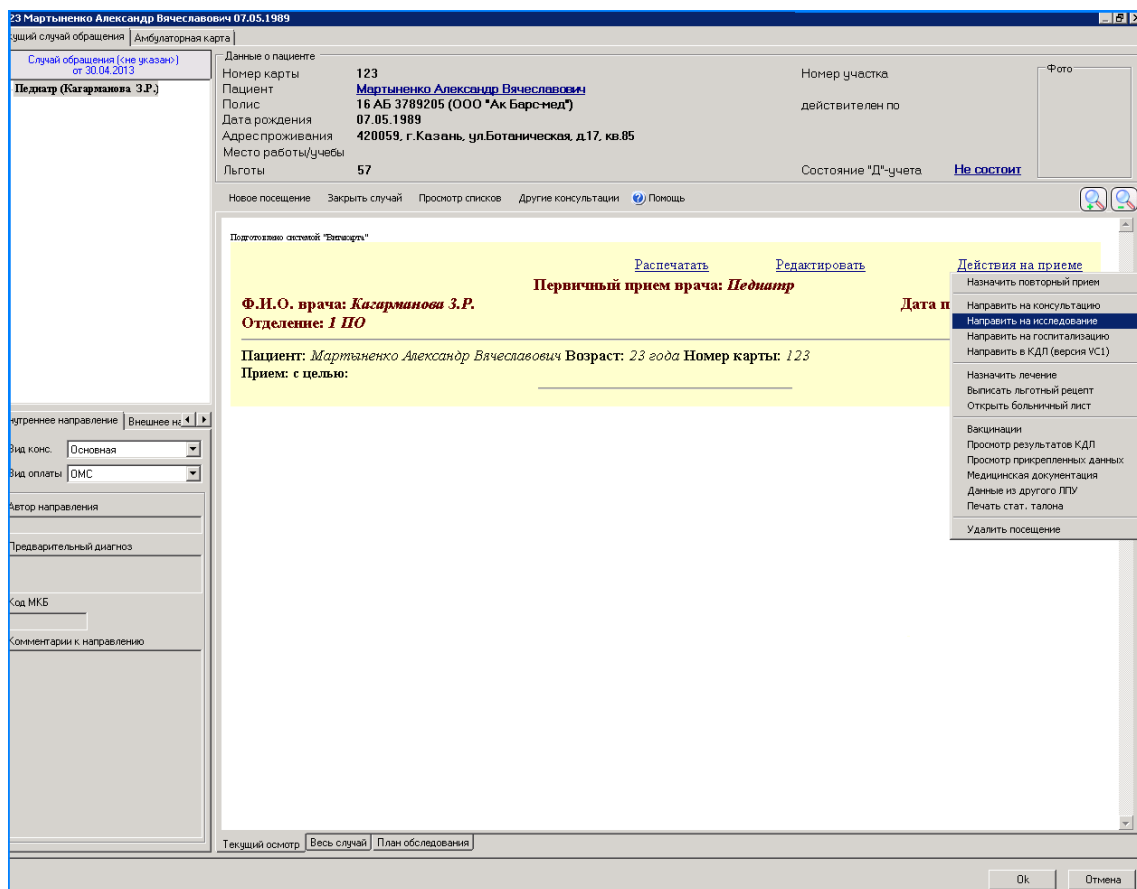 23 Мартыненко Александр Вячеславович 07.05.1989
кущий случай обращения Амбулаторная карта
Случай обращения (<не указан>)
от 30.04.2013
Педиатр (Кагарманова З.Р.)
Данные о пациенте
Номер карты 123 Номер участка Фото
Пациент Мартыненко Александр Вячеславович
Полис 16 АБ 3789205 (ООО "Ак Барс-мед") действителен по
Дата рождения 07.05.1989
Адрес проживания 420059, г.Казань, ул.Ботаническая, д.17, кв.85
Место работы/учебы
Льготы 57 Состояние "Д"-учета Не состоит
Новое посещение Закрыть случай Просмотр списков Другие консультации Помощь
Подготовлено системой "Витакарта"
Распечатать Редактировать Действия на приеме
Первичный прием врача: Педиатр
Ф.И.О. врача: Кагарманова З.Р. Дата п
Отделение: 1 ПО
Пациент: Мартыненко Александр Вячеславович Возраст: 23 года Номер карты: 123
Прием: с целью:
Назначить повторный прием
Направить на консультацию
Направить на исследование
Направить на госпитализацию
Направить в КДЛ (версия VC1)
Назначить лечение
Выписать льготный рецепт
Открыть больничный лист
Вакцинации
Просмотр результатов КДЛ
Просмотр прикрепленных данных
Медицинская документация
Данные из другого ЛПУ
Печать стат. талона
Удалить посещение
нутреннее направление Внешнее на
Вид конс. Основная
Вид оплаты ОМС
Автор направления
Предварительный диагноз
Код МКБ
Комментарии к направлению
Текущий осмотр Весь случай План обследования
Ok Отмена